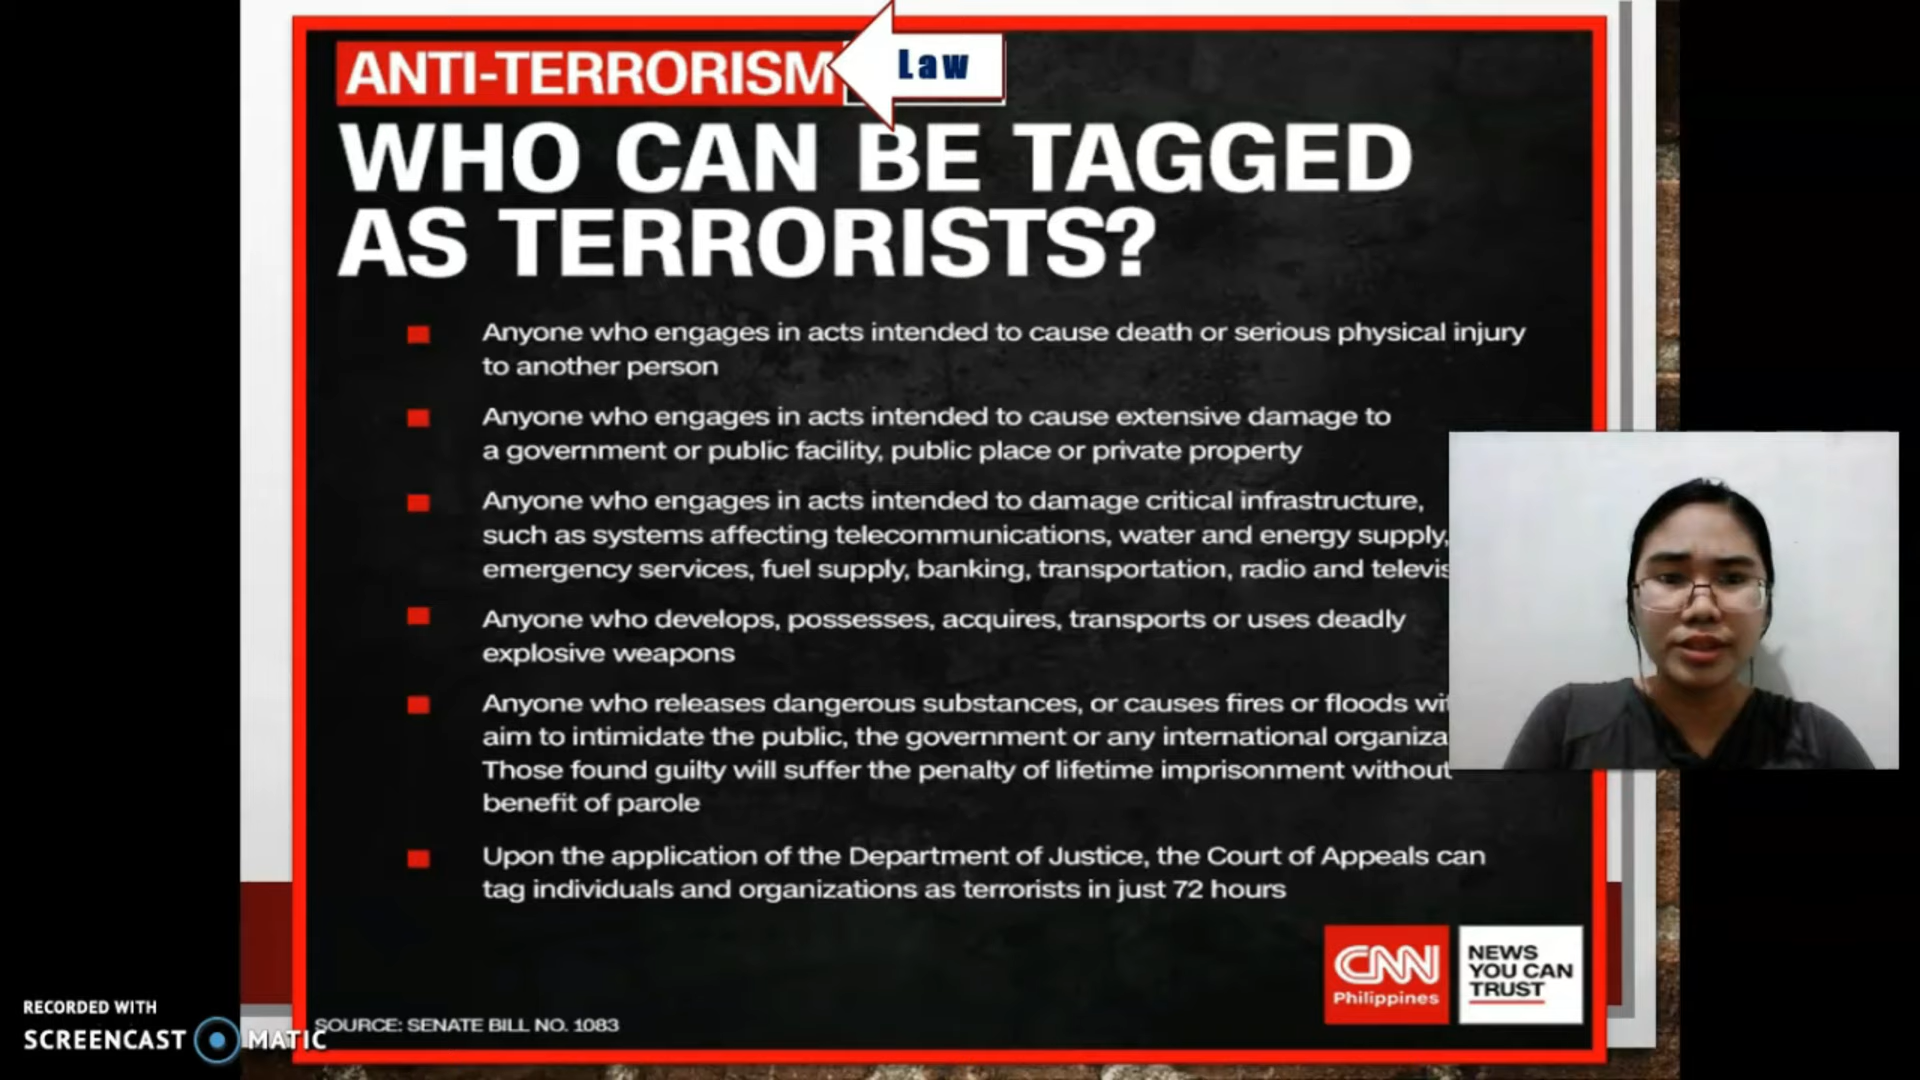 ANTI-TERRORISM
Law
WHO CAN BE TAGGED
AS TERRORISTS?
Anyone who engages in acts intended to cause death or serious physical injury
to another person
Anyone who engages in acts intended to cause extensive damage to
a government or public facility, public place or private property
Anyone who engages in acts intended to damage critical infrastructure,
such as systems affecting telecommunications, water and energy supply,
emergency services, fuel supply, banking, transportation, radio and televis
Anyone who develops, possesses, acquires, transports or uses deadly
explosive weapons
Anyone who releases dangerous substances, or causes fires or floods wit
aim to intimidate the public, the government or any international organiza
Those found guilty will suffer the penalty of lifetime imprisonment without
benefit of parole
Upon the application of the Department of Justice, the Court of Appeals can
tag individuals and organizations as terrorists in just 72 hours
CNN
Philippines
NEWS
YOU CAN
TRUST
SOURCE: SENATE BILL NO. 1083
RECORDED WITH
SCREENCAST MATIC